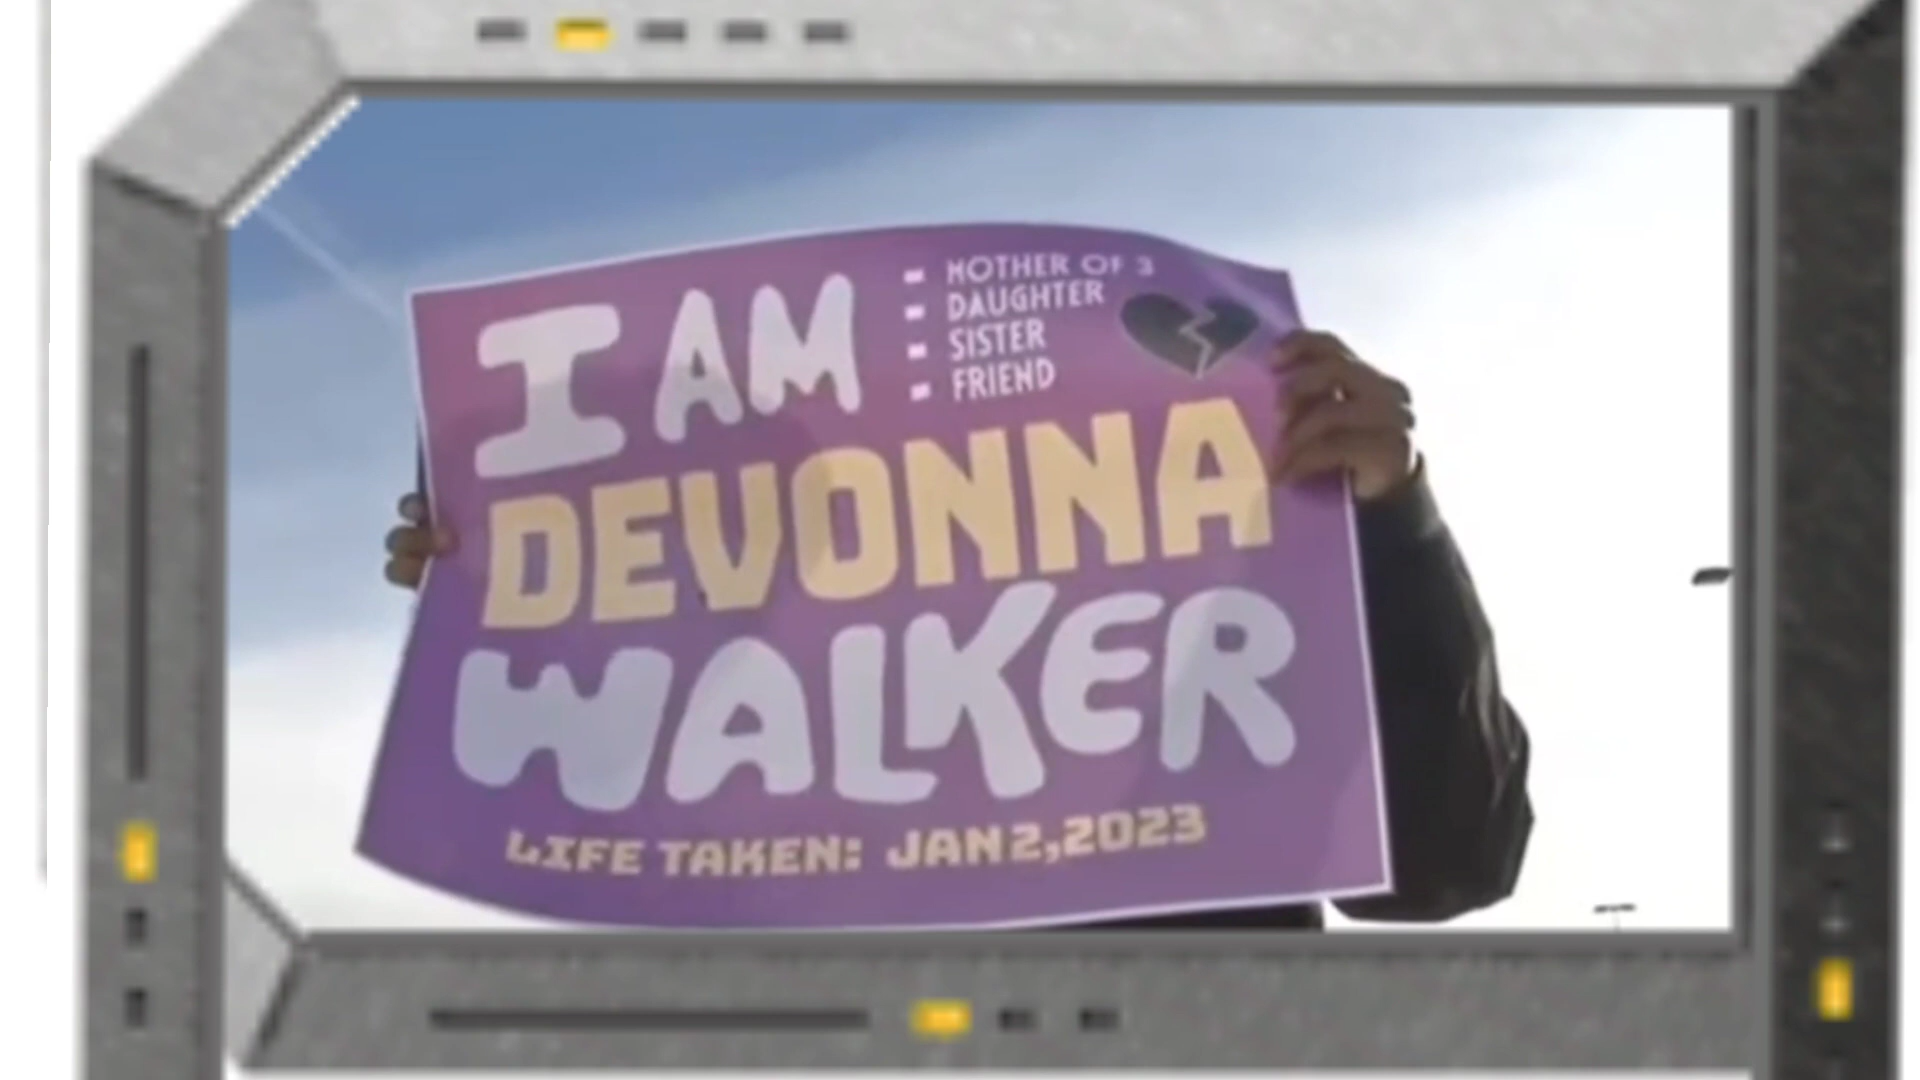 I AM
- MOTHER OF 3
- DAUGHTER
- SISTER
- FRIEND
DEVONNA
WALKER
LIFE TAKEN: JAN 2, 2023